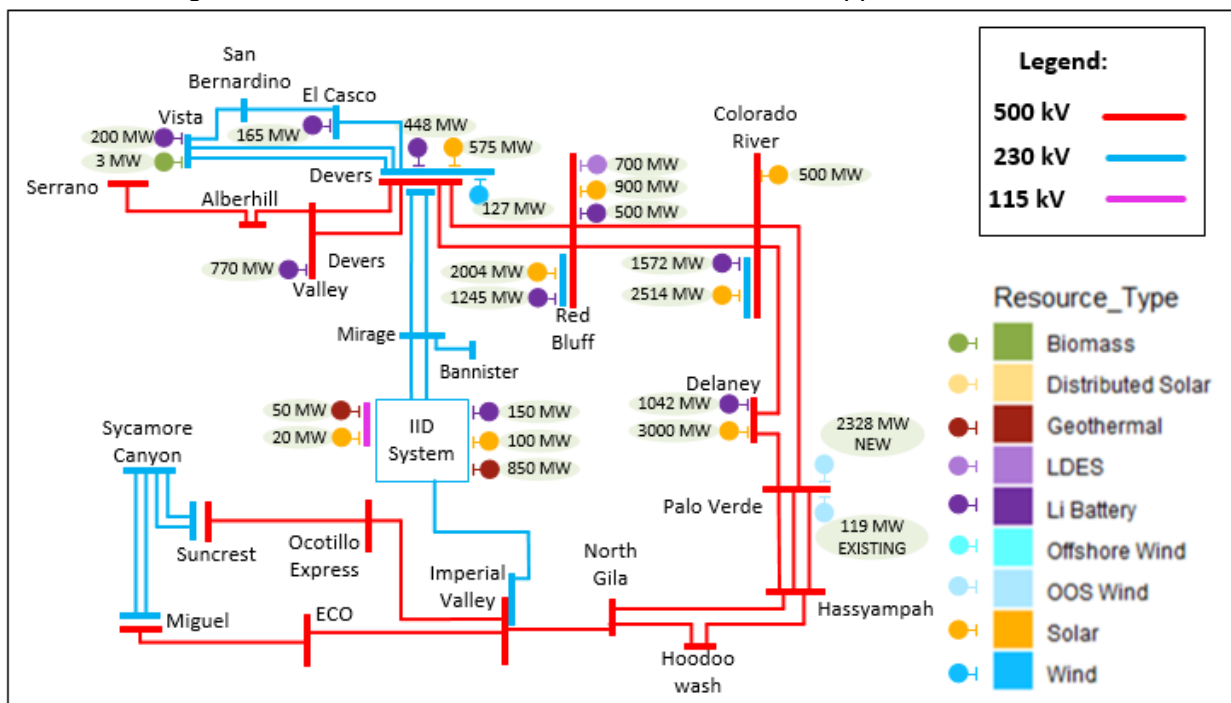 San
Bernardino
El Casco
Vista
200 MW
165 MW
448 MW
575 MW
3 MW
Devers
127 MW
Serrano
Alberhill
770 MW
Devers
Valley
Colorado
River
700 MW
900 MW
500 MW
500 MW
2004 MW
1245 MW
1572 MW
2514 MW
Red
Bluff
Mirage
Bannister
50 MW
20 MW
IID
System
150 MW
100 MW
850 MW
Delaney
1042 MW
3000 MW
2328 MW
NEW
Palo Verde
119 MW
EXISTING
Sycamore
Canyon
Suncrest
Ocotillo
Express
Imperial
Valley
North
Gila
Hassyampah
Miguel
ECO
Hoodoo
wash
Legend:
500 kV
230 kV
115 kV
Resource_Type
Biomass
Distributed Solar
Geothermal
LDES
Li Battery
Offshore Wind
OOS Wind
Solar
Wind